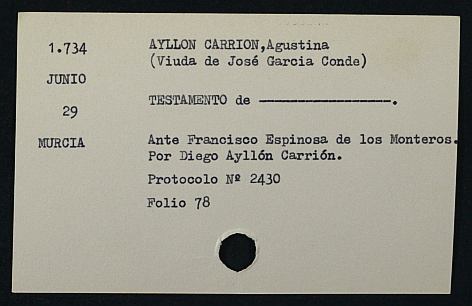 1.734 AYLLON CARRION,Agustina
(Viuda de José Garcia Conde)
JUNIO
29 TESTAMENTO de ------------------.
MURCIA Ante Francisco Espinosa de los Monteros.
Por Diego Ayllón Carrión.
Protocolo Nº 2430
Folio 78